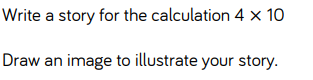 Write a story for the calculation 4 × 10
Draw an image to illustrate your story.